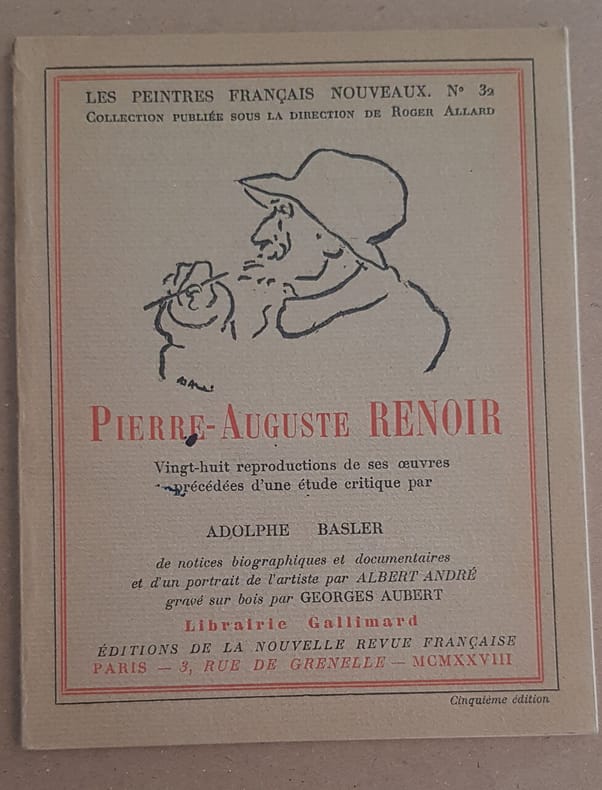 LES PEINTRES FRANÇAIS NOUVEAUX. N° 32
COLLECTION PUBLIÉE SOUS LA DIRECTION DE ROGER ALLARD
PIERRE-AUGUSTE RENOIR
Vingt-huit reproductions de ses œuvres
précédées d'une étude critique par
ADOLPHE BASLER
de notices biographiques et documentaires
et d'un portrait de l'artiste par ALBERT ANDRÉ
gravé sur bois par GEORGES AUBERT
Librairie Gallimard
ÉDITIONS DE LA NOUVELLE REVUE FRANÇAISE
PARIS — 3, RUE DE GRENELLE — MCMXXVIII
Cinquième édition